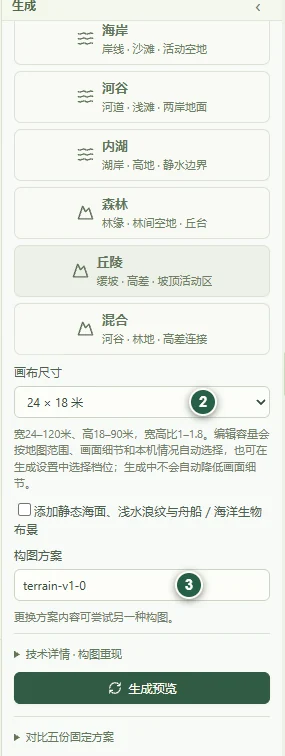 生成
海岸
岸线 · 沙滩 · 活动空地
河谷
河道 · 浅滩 · 两岸地面
内湖
湖岸 · 高地 · 静水边界
森林
林缘 · 林间空地 · 丘台
丘陵
缓坡 · 高差 · 坡顶活动区
混合
河谷 · 林地 · 高差连接
画布尺寸
24 × 18 米
2
宽24–120米、高18–90米，宽高比1–1.8。编辑容量会
按地图范围、画面细节和本机情况自动选择，也可在
生成设置中选择档位；生成中不会自动降低画面细
节。
添加静态海面、浅水浪纹与舟船 / 海洋生物
布景
构图方案
terrain-v1-0
3
更换方案内容可尝试另一种构图。
技术详情 · 构图重现
生成预览
对比五份固定方案